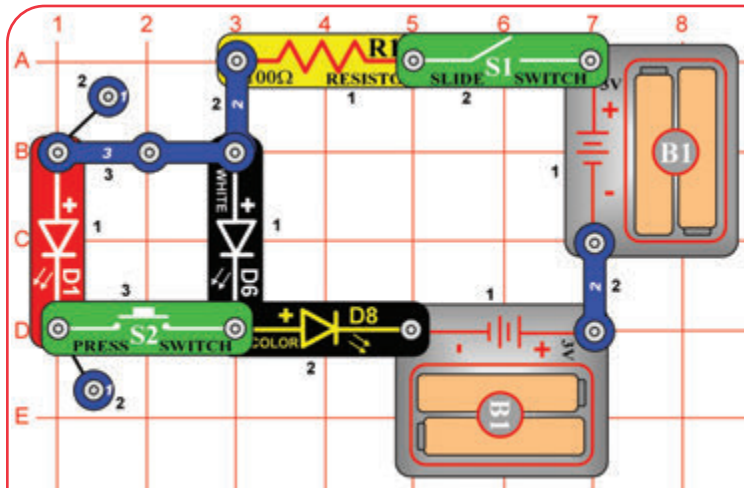 1 2 3 4 5 6 7 8
A
B
C
D
E
R1
100Ω RESISTO
1
SLIDE S1 SWITCH
2
3V
+
-
B1
1
2 1
2 2
3
3
WHITE
+
D1
1
+
D6
1
2 2
3
PRESS S2 SWITCH
1 2
+ D8
COLOR
2
1
- +
3V
B1